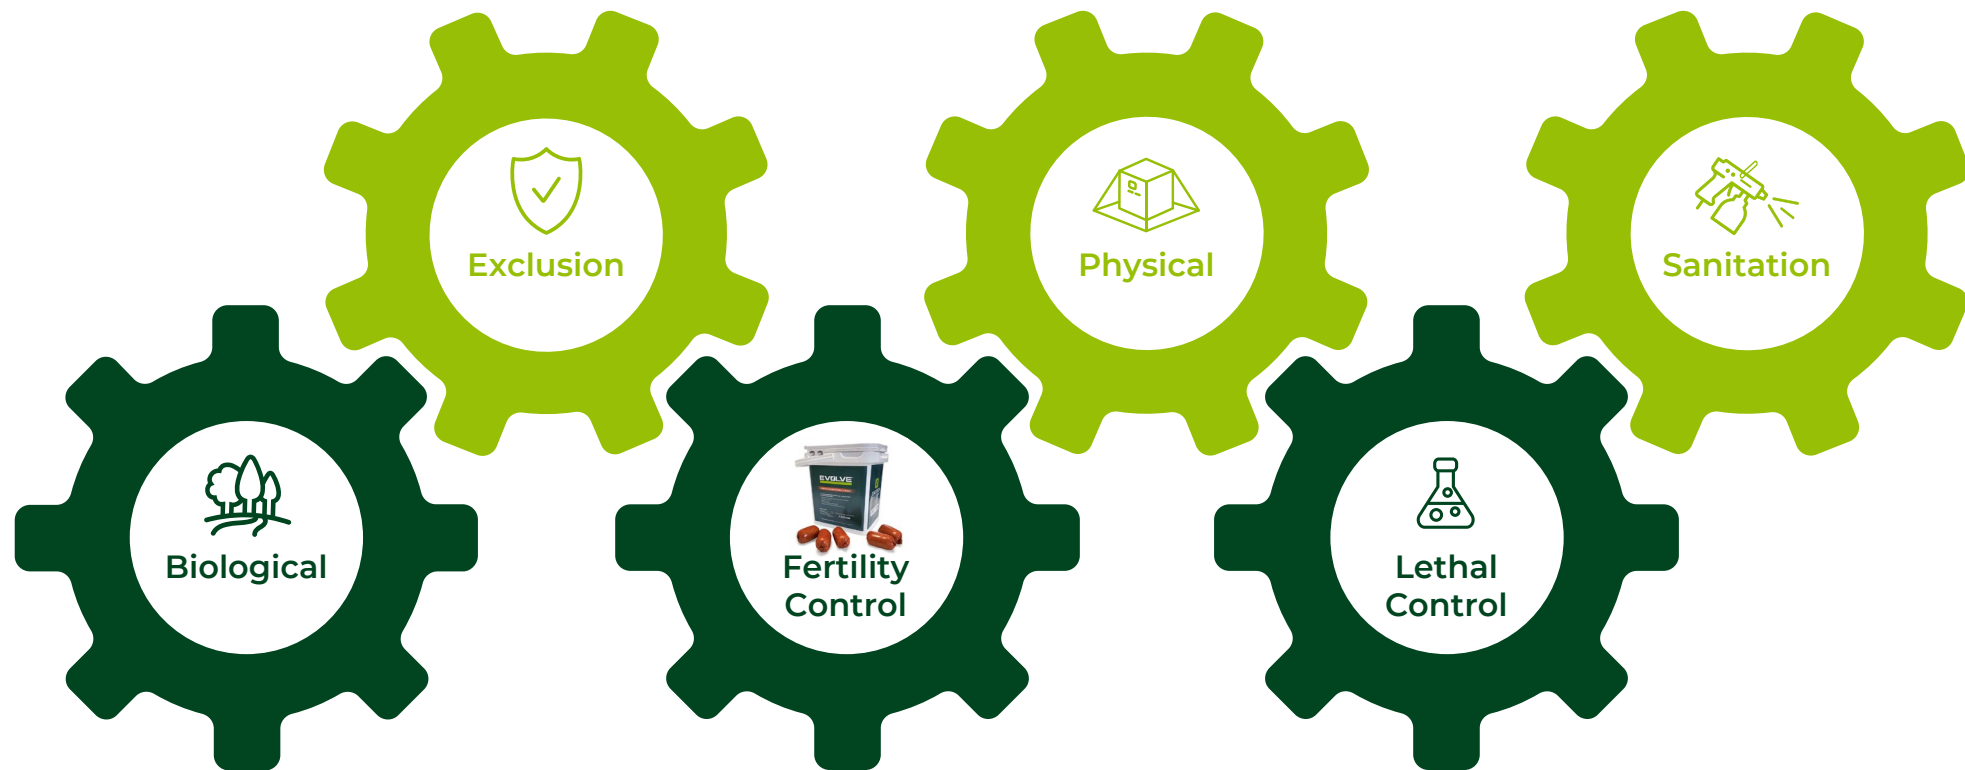 Exclusion
Physical
Sanitation
Biological
EVOLVE
Fertility
Control
Lethal
Control